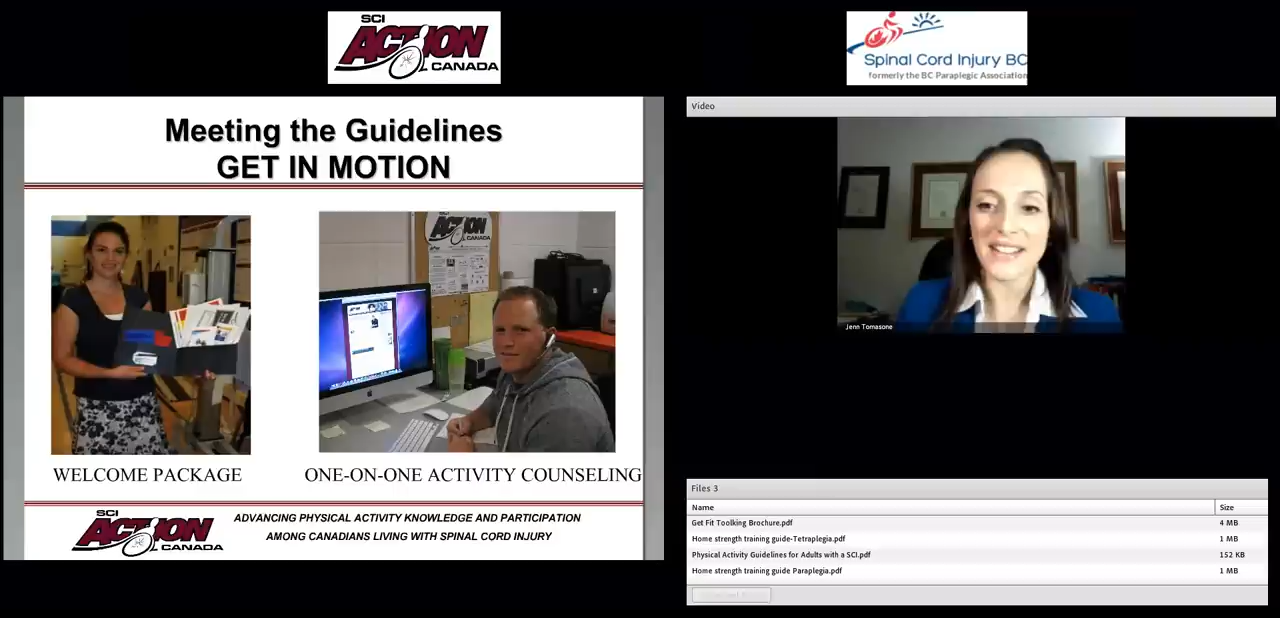 SCI
ACTION
CANADA
Spinal Cord Injury BC
formerly the BC Paraplegic Association
Meeting the Guidelines
GET IN MOTION
ACTION
CANADA
WELCOME PACKAGE
ONE-ON-ONE ACTIVITY COUNSELING
SCI
ACTION
CANADA
ADVANCING PHYSICAL ACTIVITY KNOWLEDGE AND PARTICIPATION
AMONG CANADIANS LIVING WITH SPINAL CORD INJURY
Video
Jenn Tomasone
Files 3
Name Size
Get Fit Toolking Brochure.pdf 4 MB
Home strength training guide-Tetraplegia.pdf 1 MB
Physical Activity Guidelines for Adults with a SCI.pdf 152 KB
Home strength training guide Paraplegia.pdf 1 MB